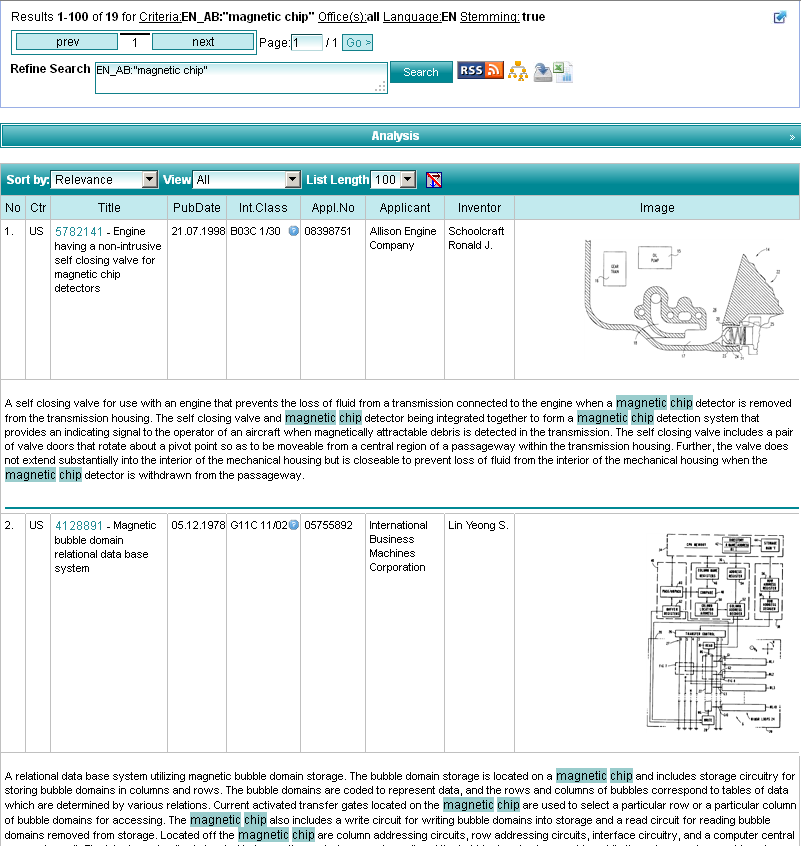 Results 1-100 of 19 for Criteria:EN_AB:"magnetic chip" Office(s):all Language:EN Stemming: true
prev 1 next Page: 1 / 1 Go >
Refine Search EN_AB:"magnetic chip" Search RSS
Analysis »
Sort by: Relevance View All List Length 100
No Ctr Title PubDate Int.Class Appl.No Applicant Inventor Image
1. US 5782141 - Engine 21.07.1998 B03C 1/30 ? 08398751 Allison Engine Schoolcraft
having a non-intrusive Company Ronald J.
self closing valve for
magnetic chip
detectors
GEAR TRAIN
OIL PUMP
A self closing valve for use with an engine that prevents the loss of fluid from a transmission connected to the engine when a magnetic chip detector is removed
from the transmission housing. The self closing valve and magnetic chip detector being integrated together to form a magnetic chip detection system that
provides an indicating signal to the operator of an aircraft when magnetically attractable debris is detected in the transmission. The self closing valve includes a pair
of valve doors that rotate about a pivot point so as to be moveable from a central region of a passageway within the transmission housing. Further, the valve does
not extend substantially into the interior of the mechanical housing but is closeable to prevent loss of fluid from the interior of the mechanical housing when the
magnetic chip detector is withdrawn from the passageway.
2. US 4128891 - Magnetic 05.12.1978 G11C 11/02 ? 05755892 International Lin Yeong S.
bubble domain Business
relational data base Machines
system Corporation
CPU MEMORY
TRANSFER CONTROL
READ
WRITE
A relational data base system utilizing magnetic bubble domain storage. The bubble domain storage is located on a magnetic chip and includes storage circuitry for
storing bubble domains in columns and rows. The bubble domains are coded to represent data, and the rows and columns of bubbles correspond to tables of data
which are determined by various relations. Current activated transfer gates located on the magnetic chip are used to select a particular row or a particular column
of bubble domains for accessing. The magnetic chip also includes a write circuit for writing bubble domains into storage and a read circuit for reading bubble
domains removed from storage. Located off the magnetic chip are column addressing circuits, row addressing circuits, interface circuitry, and a computer central